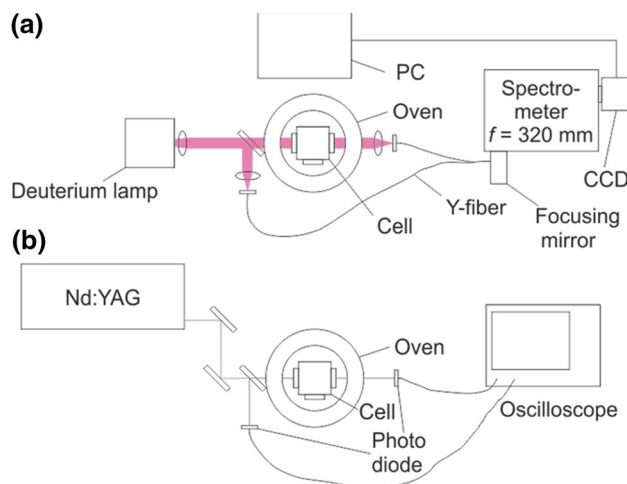 (a)
PC
Oven
Spectro-
meter
f = 320 mm
Deuterium lamp
Cell
Y-fiber
Focusing
mirror
CCD
(b)
Nd:YAG
Oven
Cell
Photo
diode
Oscilloscope